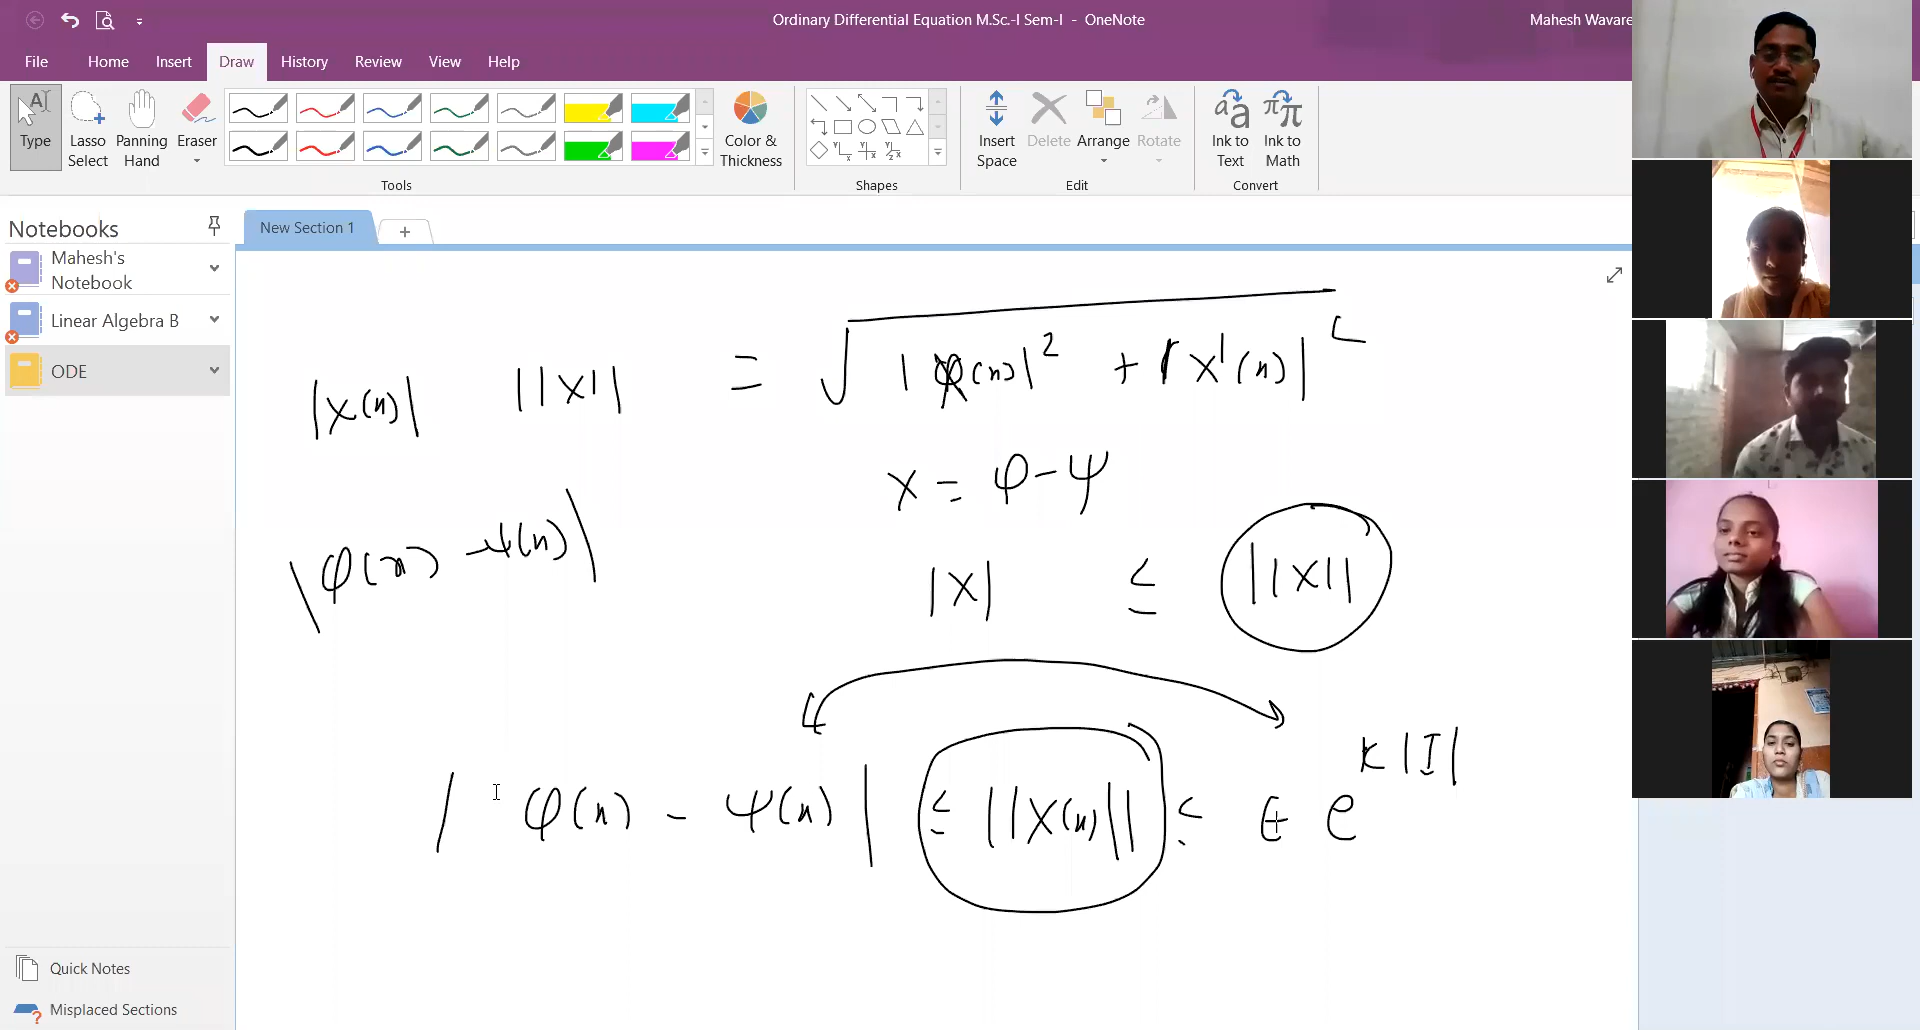 Ordinary Differential Equation M.Sc.-I Sem-I - OneNote
Mahesh Wavare
File Home Insert Draw History Review View Help
Type
Lasso Select
Panning Hand
Eraser
Color & Thickness
Insert Space
Delete
Arrange
Rotate
Ink to Text
Ink to Math
Tools
Shapes
Edit
Convert
Notebooks
Mahesh's Notebook
Linear Algebra B
ODE
Quick Notes
Misplaced Sections
New Section 1
|χ(x)| ||χ|| = √ |χ(x)|² + |χ'(x)|²
χ = φ - ψ
|φ(x) - ψ(x)|
|χ| ≤ ||χ||
|φ(x) - ψ(x)| ≤ ||χ(x)|| ≤ ∈ e^{K|I|}